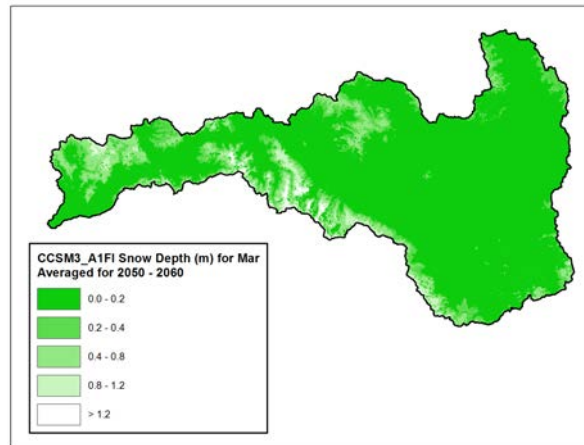 CCSM3_A1FI Snow Depth (m) for Mar
Averaged for 2050 - 2060
0.0 - 0.2
0.2 - 0.4
0.4 - 0.8
0.8 - 1.2
> 1.2